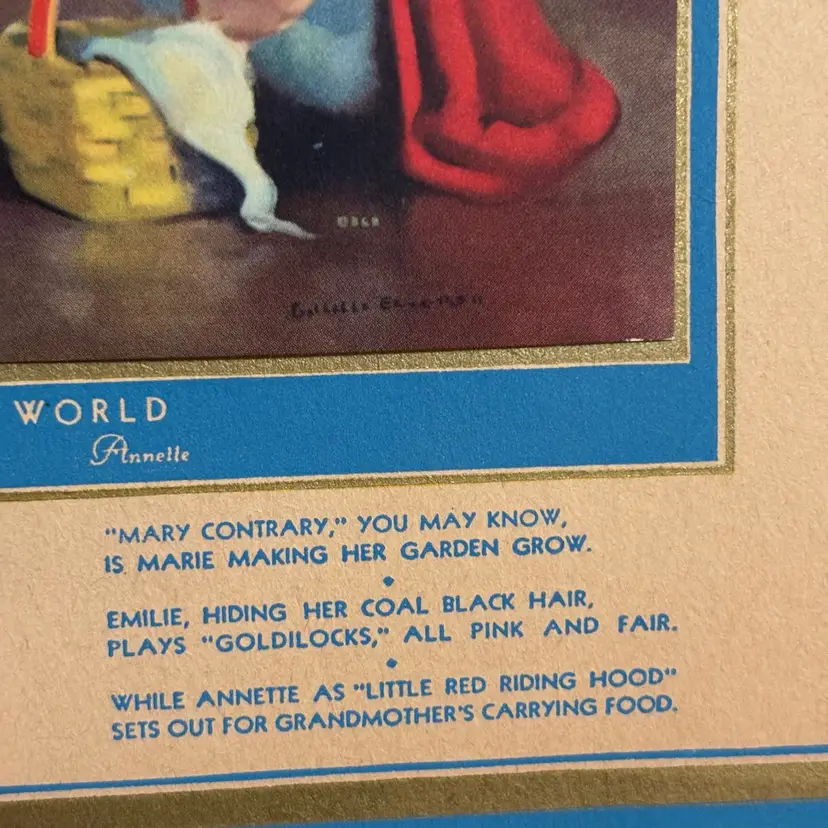 ©B&B
WORLD
Annette
"MARY CONTRARY," YOU MAY KNOW,
IS MARIE MAKING HER GARDEN GROW.
EMILIE, HIDING HER COAL BLACK HAIR,
PLAYS "GOLDILOCKS," ALL PINK AND FAIR.
WHILE ANNETTE AS "LITTLE RED RIDING HOOD"
SETS OUT FOR GRANDMOTHER'S CARRYING FOOD.